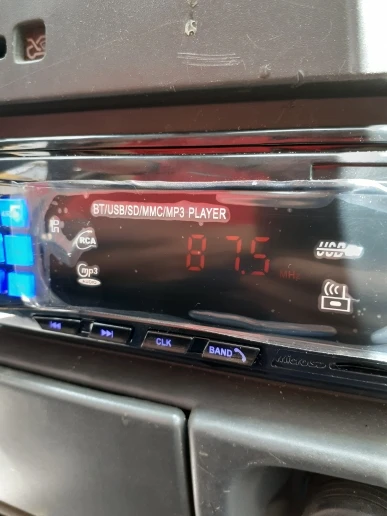 BT/USB/SD/MMC/MP3 PLAYER
RCA
87.5
MHz
USB
mp3
CLK
BAND